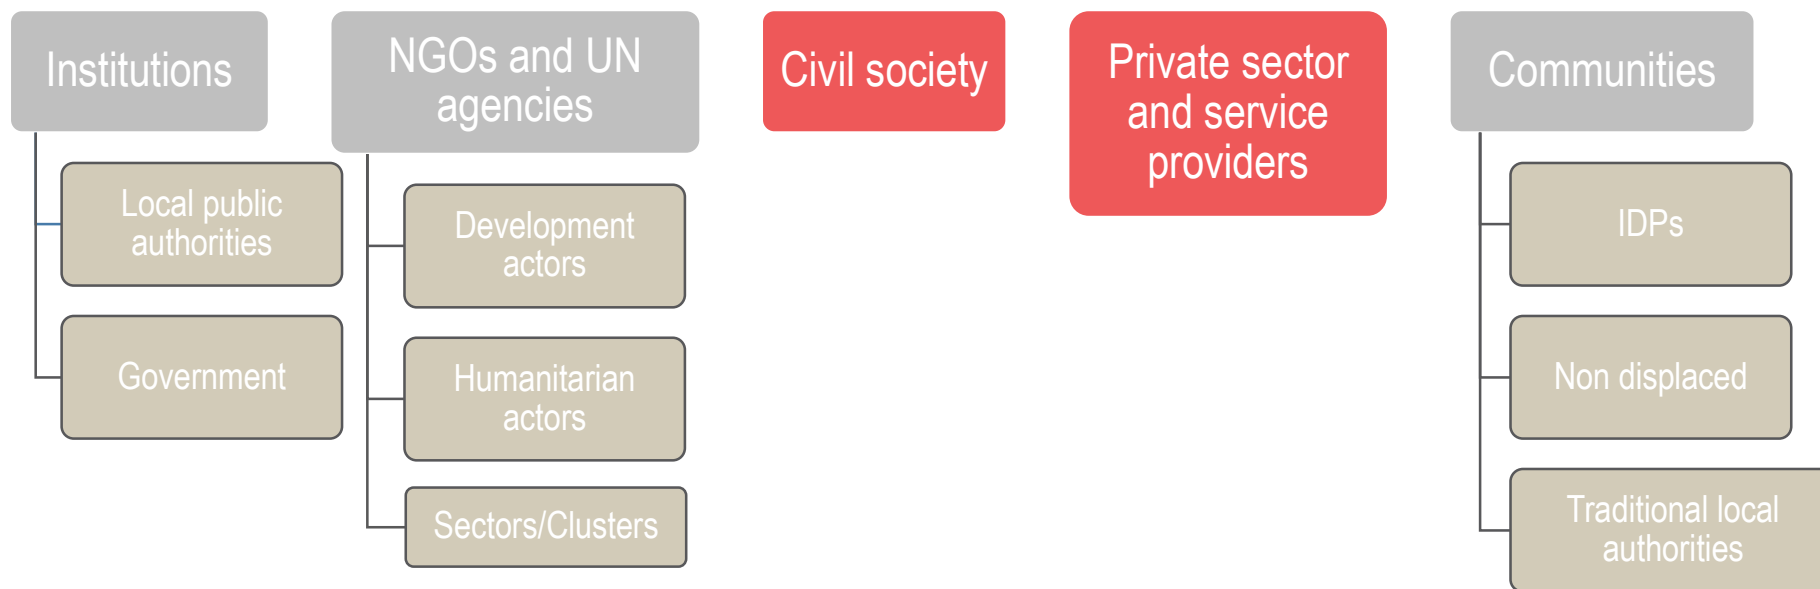 Institutions
Local public
authorities
Government
NGOs and UN
agencies
Development
actors
Humanitarian
actors
Sectors/Clusters
Civil society
Private sector
and service
providers
Communities
IDPs
Non displaced
Traditional local
authorities